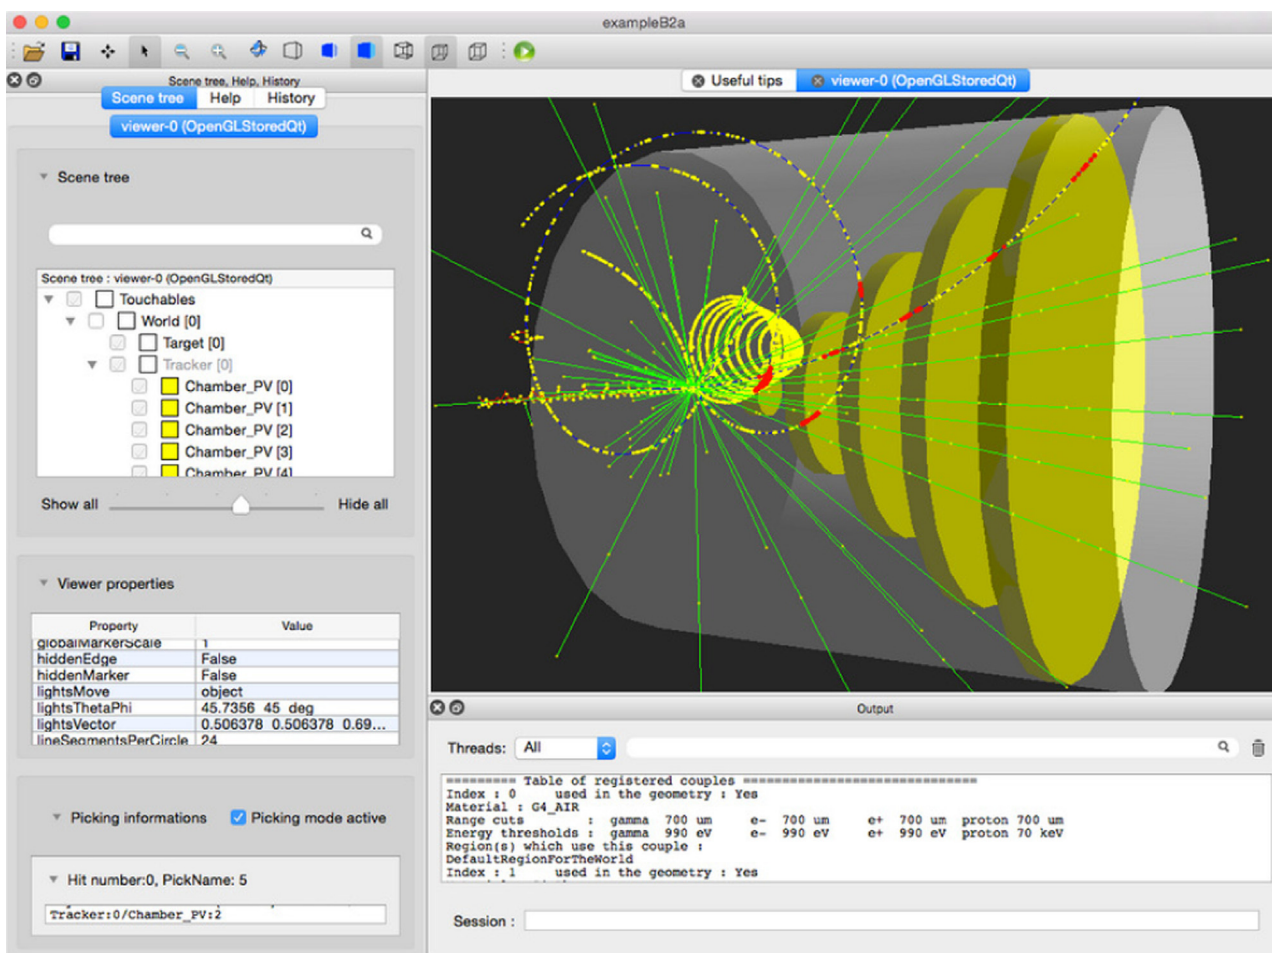 exampleB2a
Scene tree, Help, History
Scene tree Help History
viewer-0 (OpenGLStoredQt)
Scene tree
Scene tree : viewer-0 (OpenGLStoredQt)
Touchables
World [0]
Target [0]
Tracker [0]
Chamber_PV [0]
Chamber_PV [1]
Chamber_PV [2]
Chamber_PV [3]
Chamber_PV [4]
Show all Hide all
Viewer properties
Property Value
globalMarkerScale 1
hiddenEdge False
hiddenMarker False
lightsMove object
lightsThetaPhi 45.7356 45 deg
lightsVector 0.506378 0.506378 0.69...
lineSegmentsPerCircle 24
Picking informations Picking mode active
Hit number:0, PickName: 5
Tracker:0/Chamber_PV:2
Useful tips viewer-0 (OpenGLStoredQt)
Output
Threads: All
========= Table of registered couples ==============================
Index : 0 used in the geometry : Yes
Material : G4_AIR
Range cuts : gamma 700 um e- 700 um e+ 700 um proton 700 um
Energy thresholds : gamma 990 eV e- 990 eV e+ 990 eV proton 70 keV
Region(s) which use this couple :
DefaultRegionForTheWorld
Index : 1 used in the geometry : Yes
Session :